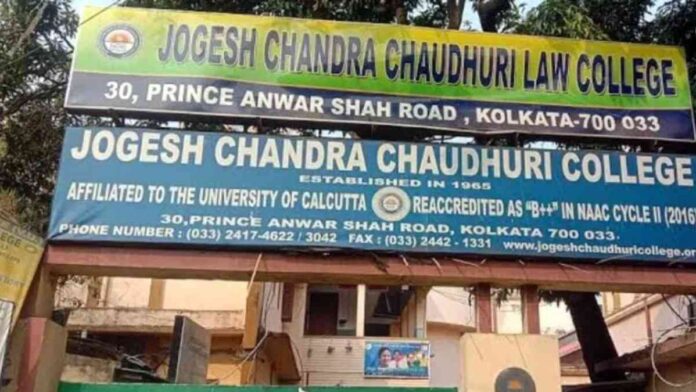 JOGESH CHANDRA CHAUDHURI LAW COLLEGE
30, PRINCE ANWAR SHAH ROAD , KOLKATA-700 033
JOGESH CHANDRA CHAUDHURI COLLEGE
ESTABLISHED IN 1965
AFFILIATED TO THE UNIVERSITY OF CALCUTTA REACCREDITED AS "B++" IN NAAC CYCLE II (2016
30,PRINCE ANWAR SHAH ROAD, KOLKATA 700 033
PHONE NUMBER : (033) 2417-4622 / 3042 FAX : (033) 2442 - 1331 www.jogeshchaudhuricollege.or